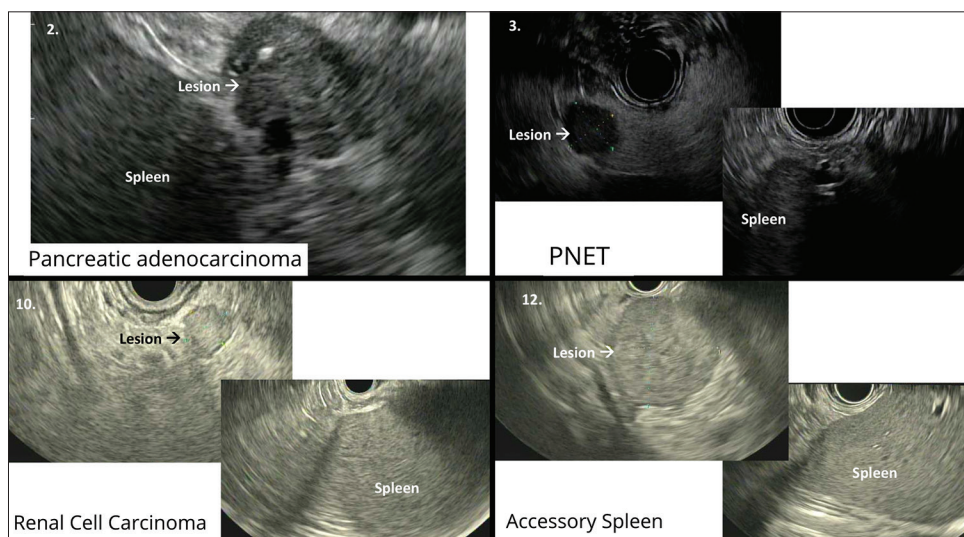 2.
Lesion →
Spleen
Pancreatic adenocarcinoma
3.
Lesion →
Spleen
PNET
10.
Lesion →
Spleen
Renal Cell Carcinoma
12.
Lesion →
Spleen
Accessory Spleen